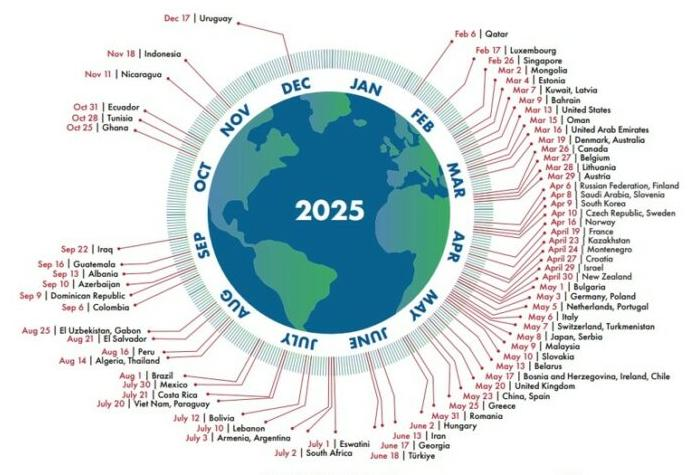 Dec 17 | Uruguay
Nov 18 | Indonesia
Nov 11 | Nicaragua
Oct 31 | Ecuador
Oct 28 | Tunisia
Oct 25 | Ghana
Sep 22 | Iraq
Sep 16 | Guatemala
Sep 13 | Albania
Sep 10 | Azerbaijan
Sep 9 | Dominican Republic
Sep 6 | Colombia
Aug 25 | El Uzbekistan, Gabon
Aug 21 | El Salvador
Aug 16 | Peru
Aug 14 | Algeria, Thailand
Aug 1 | Brazil
July 30 | Mexico
July 21 | Costa Rica
July 20 | Viet Nam, Paraguay
July 12 | Bolivia
July 10 | Lebanon
July 3 | Armenia, Argentina
July 1 | Eswatini
July 2 | South Africa
JAN
FEB
MAR
APR
MAY
JUNE
JULY
AUG
SEP
OCT
NOV
DEC
2025
Feb 6 | Qatar
Feb 17 | Luxembourg
Feb 26 | Singapore
Mar 2 | Mongolia
Mar 4 | Estonia
Mar 7 | Kuwait, Latvia
Mar 9 | Bahrain
Mar 13 | United States
Mar 15 | Oman
Mar 16 | United Arab Emirates
Mar 19 | Denmark, Australia
Mar 26 | Canada
Mar 27 | Belgium
Mar 28 | Lithuania
Mar 29 | Austria
Apr 6 | Russian Federation, Finland
Apr 8 | Saudi Arabia, Slovenia
Apr 9 | South Korea
Apr 10 | Czech Republic, Sweden
Apr 16 | Norway
April 19 | France
April 23 | Kazakhstan
April 24 | Montenegro
April 27 | Croatia
April 29 | Israel
April 30 | New Zealand
May 1 | Bulgaria
May 3 | Germany, Poland
May 5 | Netherlands, Portugal
May 6 | Italy
May 7 | Switzerland, Turkmenistan
May 8 | Japan, Serbia
May 9 | Malaysia
May 10 | Slovakia
May 13 | Belarus
May 17 | Bosnia and Herzegovina, Ireland, Chile
May 20 | United Kingdom
May 23 | China, Spain
May 25 | Greece
May 31 | Romania
June 2 | Hungary
June 13 | Iran
June 17 | Georgia
June 18 | Türkiye